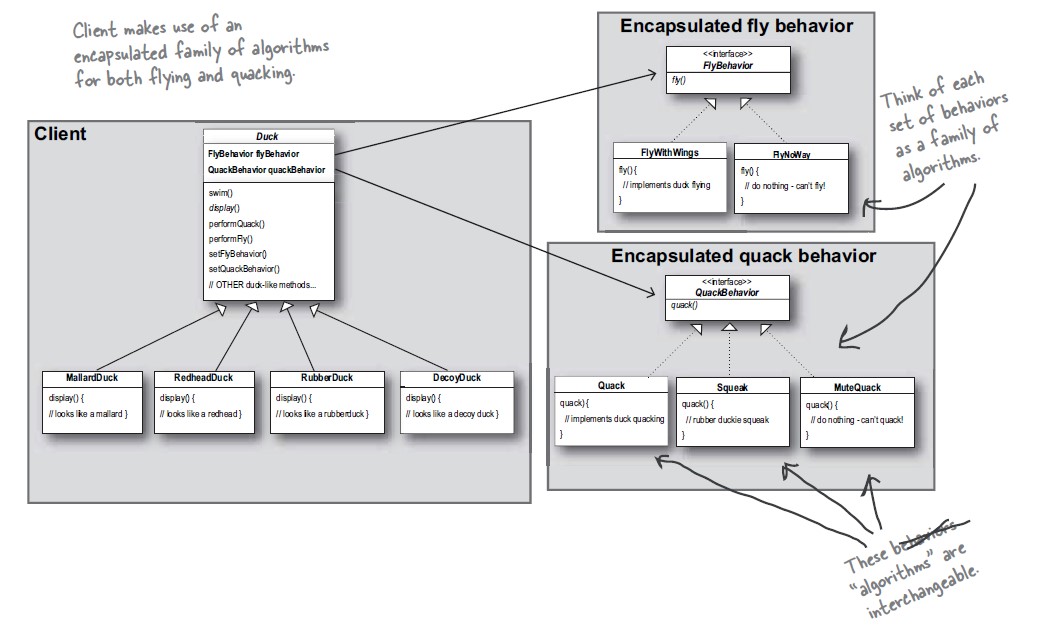 Client makes use of an
encapsulated family of algorithms
for both flying and quacking.
Encapsulated fly behavior
<<interface>>
FlyBehavior
fly()
FlyWithWings
fly() {
// implements duck flying
}
FlyNoWay
fly() {
// do nothing - can't fly!
}
Think of each
set of behaviors
as a family of
algorithms.
Client
Duck
FlyBehavior flyBehavior
QuackBehavior quackBehavior
swim()
display()
performQuack()
performFly()
setFlyBehavior()
setQuackBehavior()
// OTHER duck-like methods...
MallardDuck
display() {
// looks like a mallard }
RedheadDuck
display() {
// looks like a redhead }
RubberDuck
display() {
// looks like a rubberduck }
DecoyDuck
display() {
// looks like a decoy duck }
Encapsulated quack behavior
<<interface>>
QuackBehavior
quack()
Quack
quack) {
// implements duck quacking
}
Squeak
quack() {
// rubber duckie squeak
}
MuteQuack
quack() {
// do nothing - can't quack!
}
These behaviors
"algorithms" are
interchangeable.